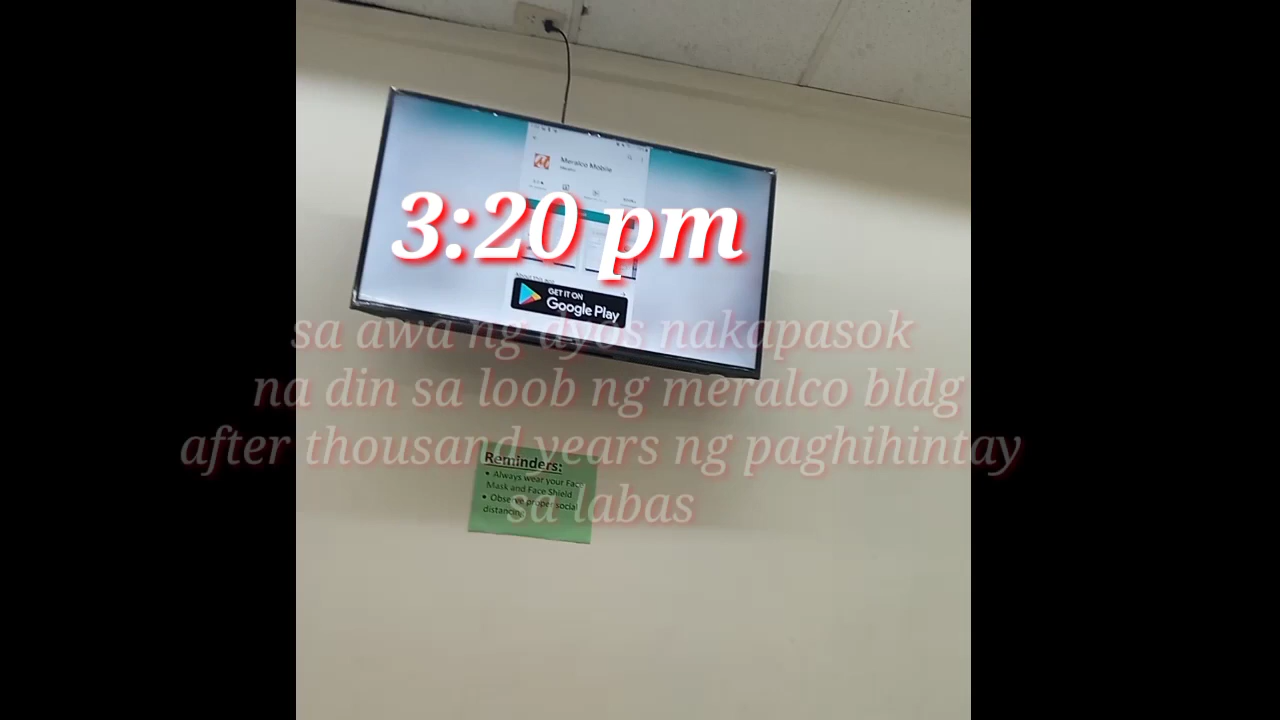 Meralco Mobile
3:20 pm
GET IT ON
Google Play
sa awa ng dyos nakapasok
na din sa loob ng meralco bldg
after thousand years ng paghihintay
sa labas
Reminders:
• Always wear your Face
Mask and Face Shield
• Observe proper social
distancing